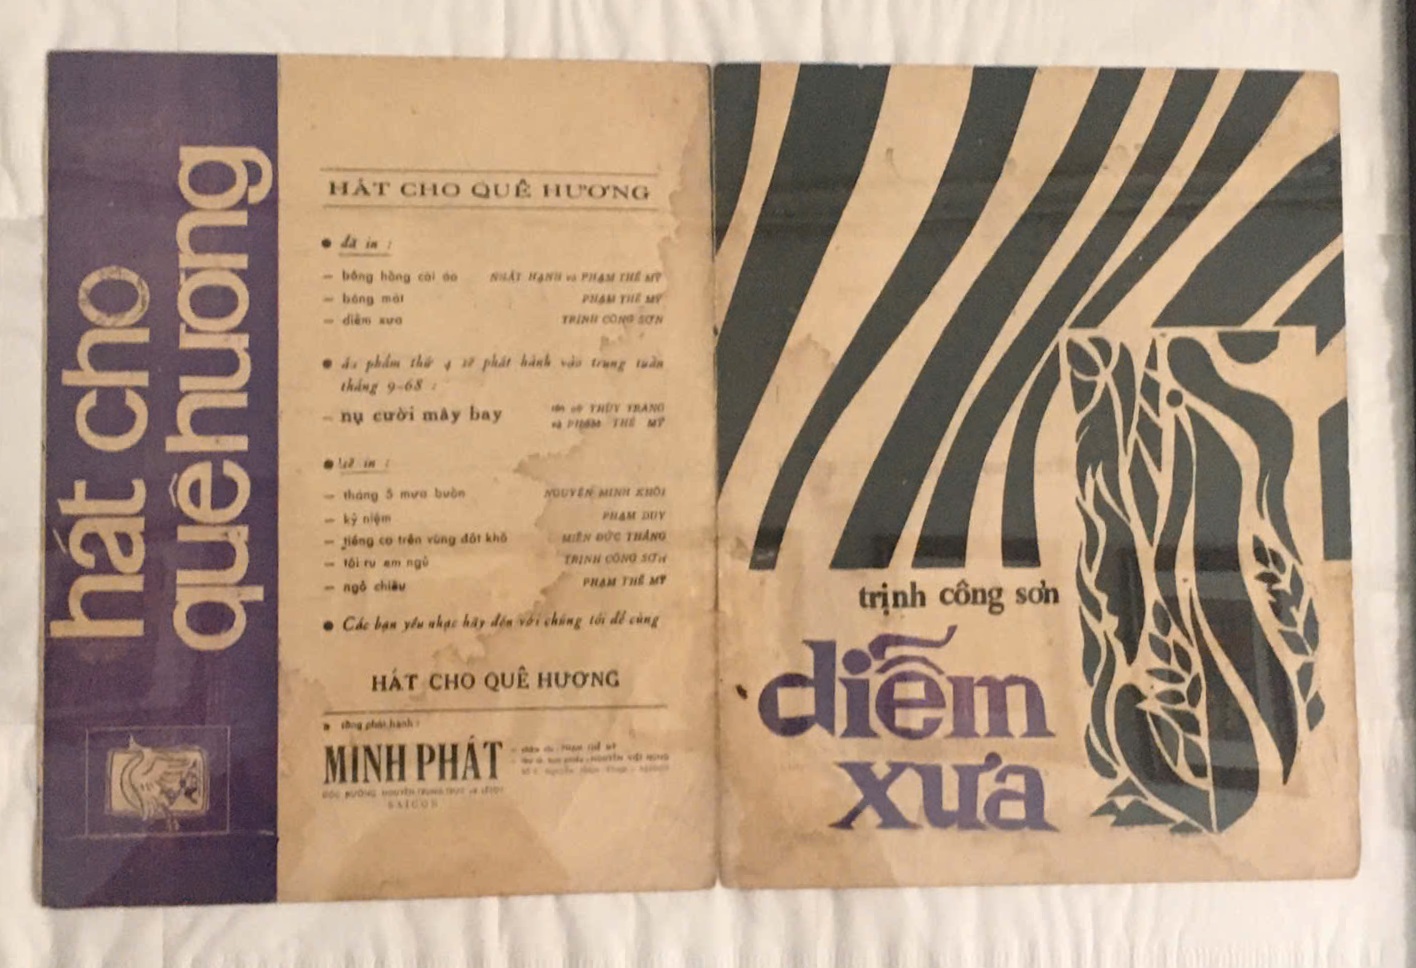 hát cho
quê hương
HÁT CHO QUÊ HƯƠNG
đã in :
– bông hồng cài áo NHẤT HẠNH và PHẠM THẾ MỸ
– bóng mát PHẠM THẾ MỸ
– diễm xưa TRỊNH CÔNG SƠN
ấn phẩm thứ 4 sẽ phát hành vào trung tuần
tháng 9-68 :
– nụ cười mây bay THÙY TRANG
và PHẠM THẾ MỸ
sẽ in :
– tháng 5 mưa buồn NGUYỄN MINH KHÔI
– kỷ niệm PHẠM DUY
– tiếng ca trên vùng đất khô MIÊN ĐỨC THẮNG
– tôi ru em ngủ TRỊNH CÔNG SƠN
– ngõ chiều PHẠM THẾ MỸ
Các bạn yêu nhạc hãy đến với chúng tôi để cùng
HÁT CHO QUÊ HƯƠNG
tổng phát hành :
MINH PHÁT
SAIGON
trịnh công sơn
diễm
xưa